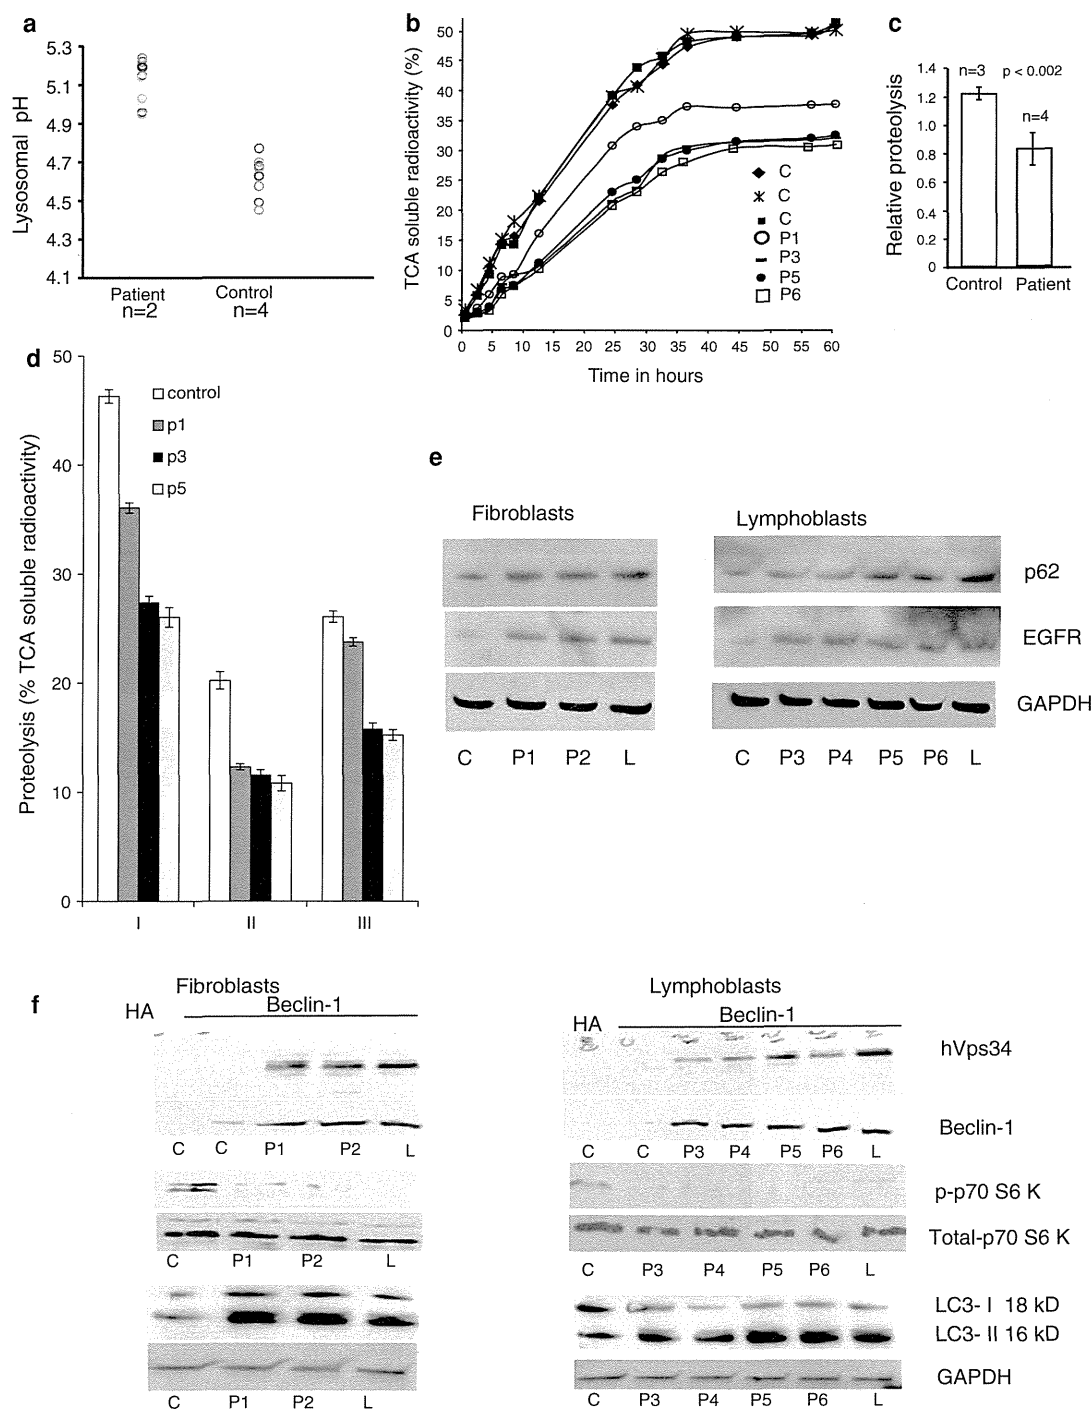 a
5.3
5.1
4.9
4.7
4.5
4.3
4.1
Lysosomal pH
Patient
n=2
Control
n=4
b
50
45
40
35
30
25
20
15
10
5
0
TCA soluble radioactivity (%)
0 5 10 15 20 25 30 35 40 45 50 55 60
Time in hours
C
C
C
P1
P3
P5
P6
c
n=3
p < 0.002
n=4
1.4
1.2
1.0
0.8
0.6
0.4
0.2
0
Relative proteolysis
Control
Patient
d
50
40
30
20
10
0
Proteolysis (% TCA soluble radioactivity)
control
p1
p3
p5
I II III
e
Fibroblasts
Lymphoblasts
p62
EGFR
GAPDH
C P1 P2 L
C P3 P4 P5 P6 L
f
Fibroblasts
HA
Beclin-1
Lymphoblasts
HA
Beclin-1
hVps34
Beclin-1
C C P1 P2 L
C C P3 P4 P5 P6 L
p-p70 S6 K
Total-p70 S6 K
C P1 P2 L
C P3 P4 P5 P6 L
LC3- I 18 kD
LC3- II 16 kD
GAPDH
C P1 P2 L
C P3 P4 P5 P6 L